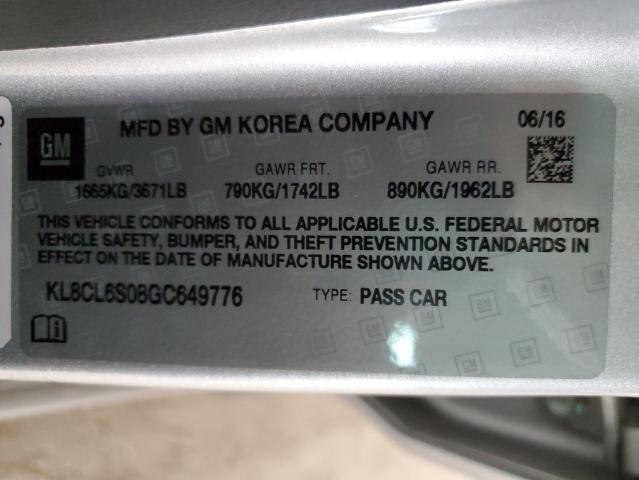 GM
MFD BY GM KOREA COMPANY 06/16
GVWR GAWR FRT. GAWR RR.
1665KG/3671LB 790KG/1742LB 890KG/1962LB
THIS VEHICLE CONFORMS TO ALL APPLICABLE U.S. FEDERAL MOTOR
VEHICLE SAFETY, BUMPER, AND THEFT PREVENTION STANDARDS IN
EFFECT ON THE DATE OF MANUFACTURE SHOWN ABOVE.
KL8CL6S08GC649776 TYPE: PASS CAR